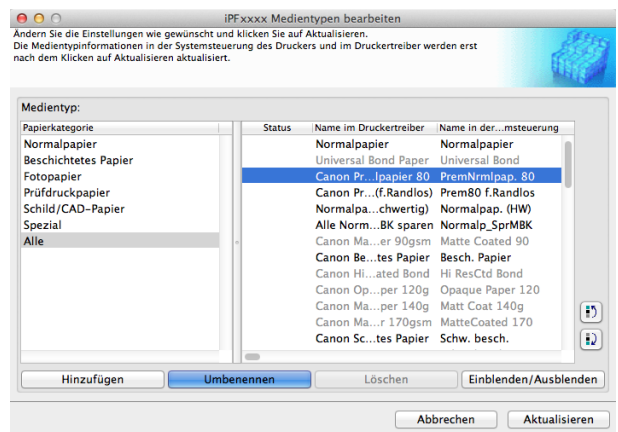 iPFxxxx Medientypen bearbeiten
Ändern Sie die Einstellungen wie gewünscht und klicken Sie auf Aktualisieren.
Die Medientypinformationen in der Systemsteuerung des Druckers und im Druckertreiber werden erst
nach dem Klicken auf Aktualisieren aktualisiert.
Medientyp:
Papierkategorie Status Name im Druckertreiber Name in der...msteuerung
Normalpapier Normalpapier Normalpapier
Beschichtetes Papier Universal Bond Paper Universal Bond
Fotopapier Canon Pr...lpapier 80 PremNrmlpap. 80
Prüfdruckpapier Canon Pr...(f.Randlos) Prem80 f.Randlos
Schild/CAD-Papier Normalpa...chwertig) Normalpap. (HW)
Spezial Alle Norm...BK sparen Normalp_SprMBK
Alle Canon Ma...er 90gsm Matte Coated 90
Canon Be...tes Papier Besch. Papier
Canon Hi...ated Bond Hi ResCtd Bond
Canon Op...per 120g Opaque Paper 120
Canon Ma...per 140g Matt Coat 140g
Canon Ma...r 170gsm MatteCoated 170
Canon Sc...tes Papier Schw. besch.
Hinzufügen Umbenennen Löschen Einblenden/Ausblenden
Abbrechen Aktualisieren